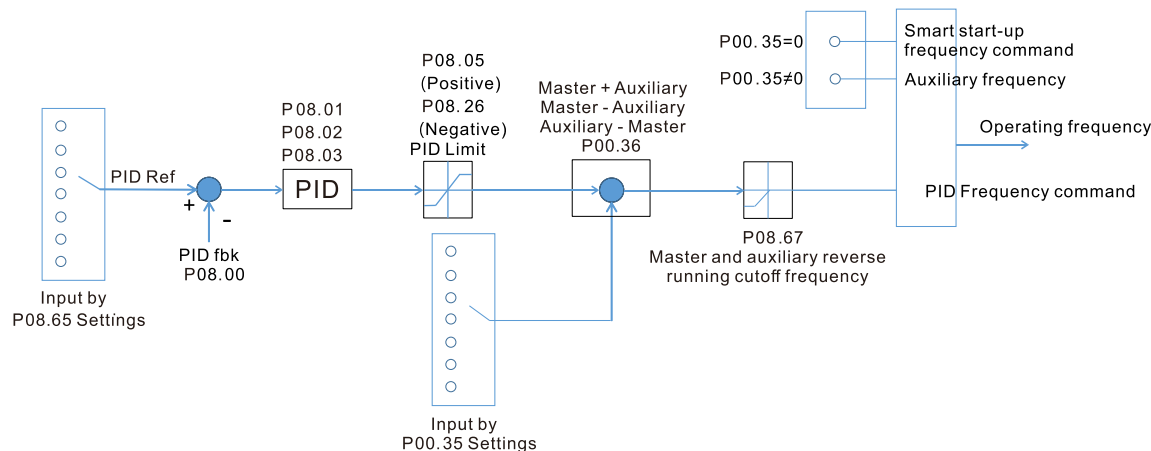 P00.35=0
Smart start-up
frequency command
P00.35≠0
Auxiliary frequency
P08.05
(Positive)
P08.26
(Negative)
PID Limit
Master + Auxiliary
Master - Auxiliary
Auxiliary - Master
P00.36
P08.01
P08.02
P08.03
PID
Operating frequency
PID Ref
+
-
PID fbk
P08.00
PID Frequency command
P08.67
Master and auxiliary reverse
running cutoff frequency
Input by
P08.65 Settings
Input by
P00.35 Settings